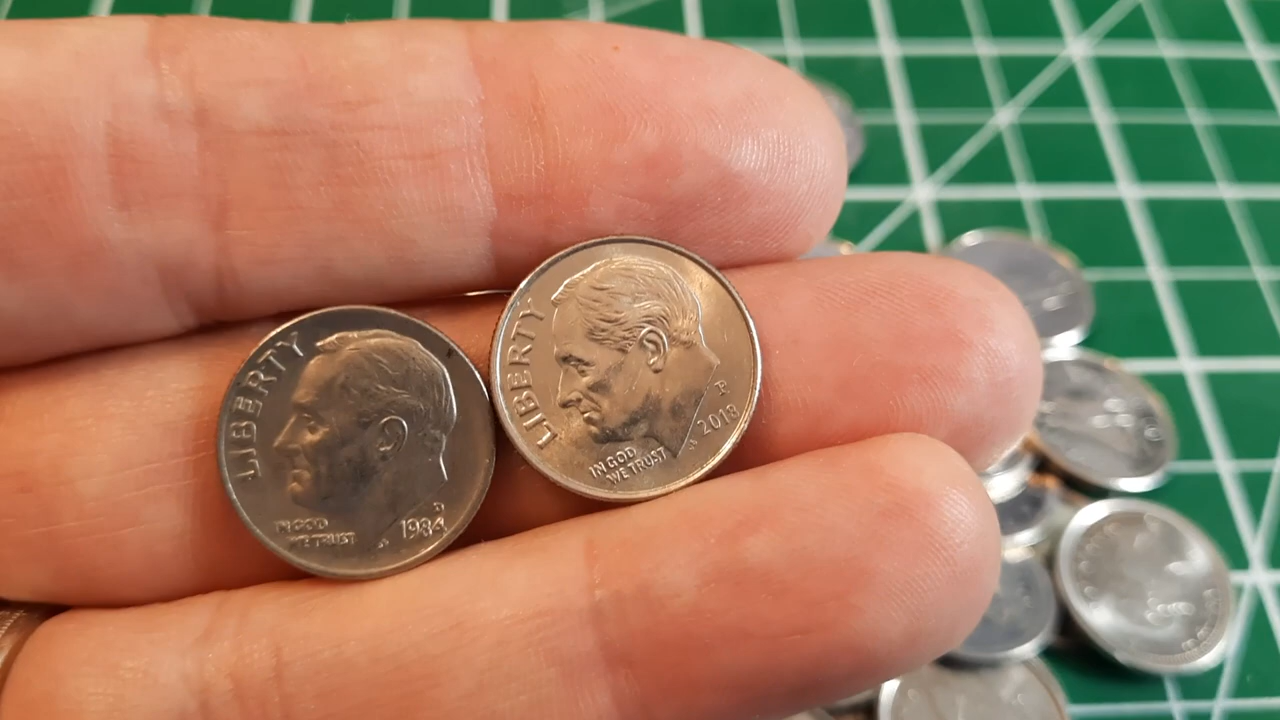 LIBERTY
IN GOD
WE TRUST
D
1984
LIBERTY
IN GOD
WE TRUST
P
2018